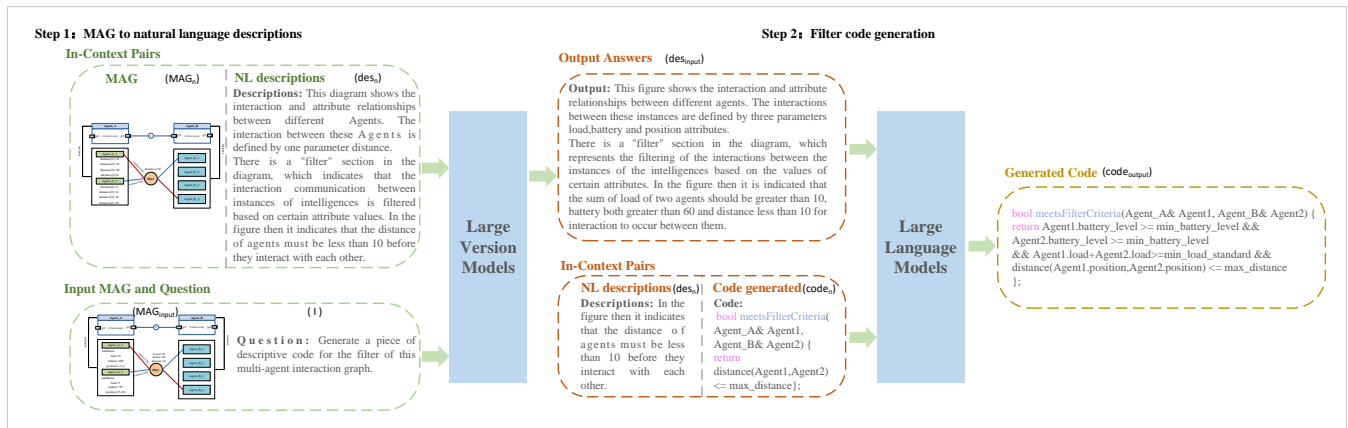 Step 1: MAG to natural language descriptions
In-Context Pairs
MAG (MAGn)
NL descriptions (desn)
Descriptions: This diagram shows the
interaction and attribute relationships
between different Agents. The
interaction between these Agents is
defined by one parameter distance.
There is a "filter" section in the
diagram, which indicates that the
interaction communication between
instances of intelligences is filtered
based on certain attribute values. In the
figure then it indicates that the distance
of agents must be less than 10 before
they interact with each other.
Input MAG and Question
(MAGinput)
( I )
Question: Generate a piece of
descriptive code for the filter of this
multi-agent interaction graph.
Large
Version
Models
Step 2: Filter code generation
Output Answers (desinput)
Output: This figure shows the interaction and attribute
relationships between different agents. The interactions
between these instances are defined by three parameters
load,battery and position attributes.
There is a "filter" section in the diagram, which
represents the filtering of the interactions between the
instances of the intelligences based on the values of
certain attributes. In the figure then it is indicated that
the sum of load of two agents should be greater than 10,
battery both greater than 60 and distance less than 10 for
interaction to occur between them.
In-Context Pairs
NL descriptions (desn)
Descriptions: In the
figure then it indicates
that the distance of
agents must be less
than 10 before they
interact with each
other.
Code generated (coden)
Code:
bool meetsFilterCriteria(
Agent_A& Agent1,
Agent_B& Agent2) {
return
distance(Agent1,Agent2)
<= max_distance};
Large
Language
Models
Generated Code (codeoutput)
bool meetsFilterCriteria(Agent_A& Agent1, Agent_B& Agent2) {
return Agent1.battery_level >= min_battery_level &&
Agent2.battery_level >= min_battery_level
&& Agent1.load+Agent2.load>=min_load_standard &&
distance(Agent1.position,Agent2.position) <= max_distance
};